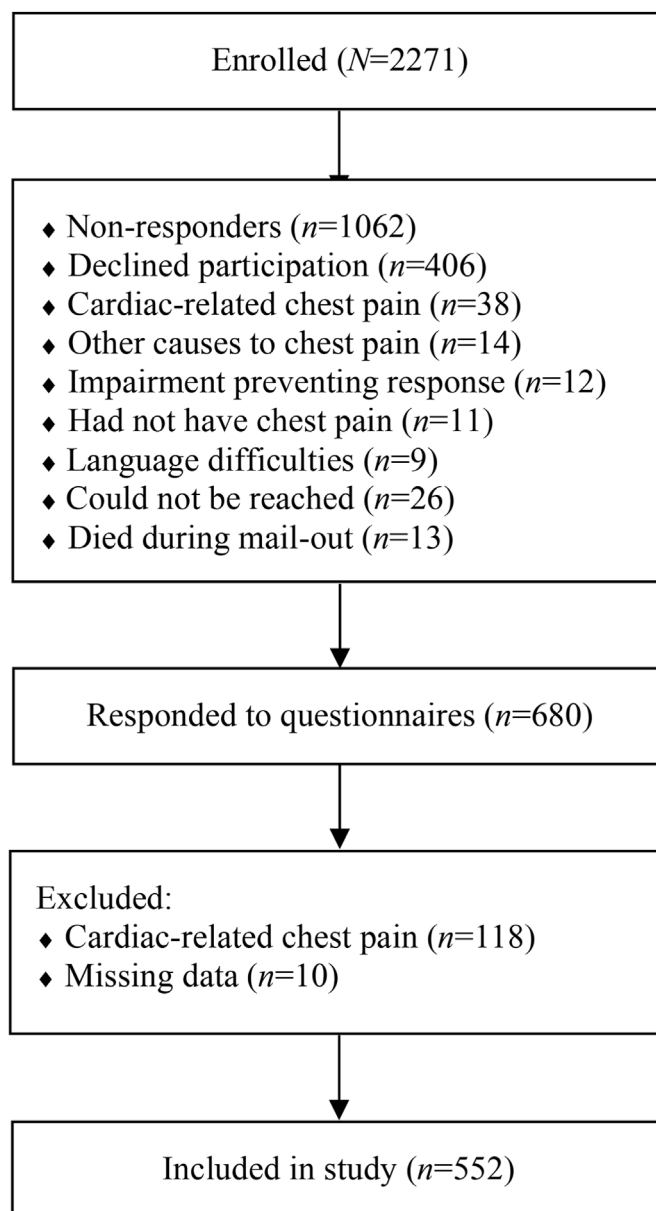 Enrolled (N=2271)
♦ Non-responders (n=1062)
♦ Declined participation (n=406)
♦ Cardiac-related chest pain (n=38)
♦ Other causes to chest pain (n=14)
♦ Impairment preventing response (n=12)
♦ Had not have chest pain (n=11)
♦ Language difficulties (n=9)
♦ Could not be reached (n=26)
♦ Died during mail-out (n=13)
Responded to questionnaires (n=680)
Excluded:
♦ Cardiac-related chest pain (n=118)
♦ Missing data (n=10)
Included in study (n=552)